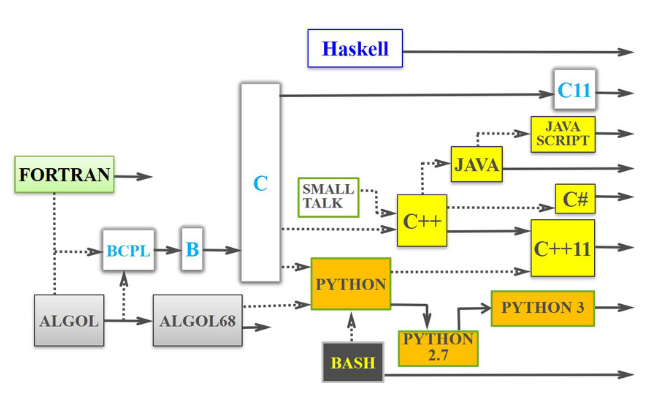 Haskell
C11
JAVA
SCRIPT
FORTRAN
JAVA
C
SMALL
TALK
C#
C++
BCPL
B
C++11
PYTHON
ALGOL
ALGOL68
PYTHON 3
PYTHON
2.7
BASH